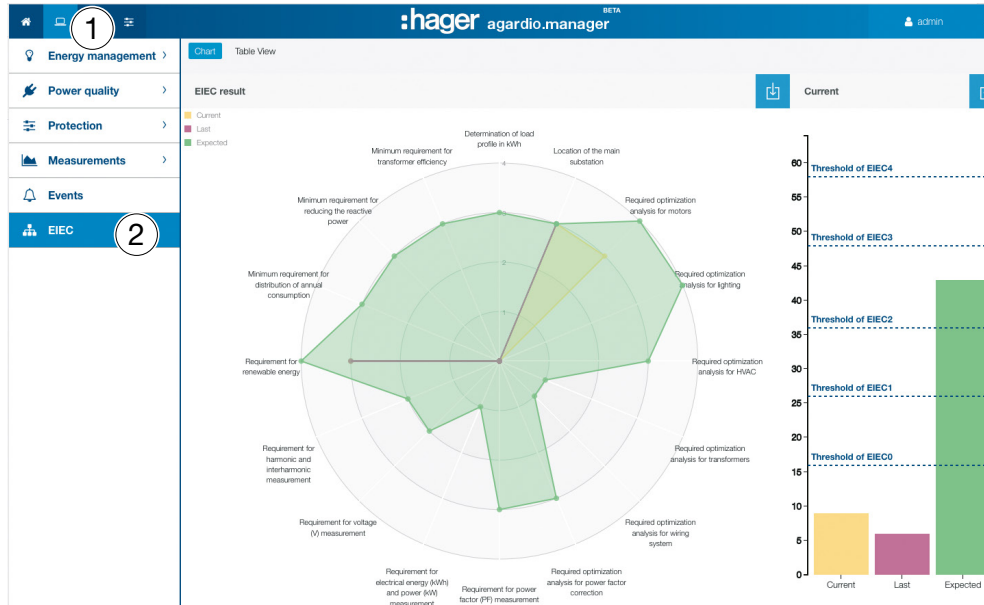 :hager agardio.manager BETA
admin
1
Energy management
Power quality
Protection
Measurements
Events
EIEC
2
Chart Table View
EIEC result
Current
Last
Expected
Determination of load
profile in kWh
Location of the main
substation
Required optimization
analysis for motors
Required optimization
analysis for lighting
Required optimization
analysis for HVAC
Required optimization
analysis for transformers
Required optimization
analysis for wiring
system
Required optimization
analysis for power factor
correction
Requirement for power
factor (PF) measurement
Requirement for
electrical energy (kWh)
and power (kW)
measurement
Requirement for voltage
(V) measurement
Requirement for
harmonic and
interharmonic
measurement
Requirement for
renewable energy
Minimum requirement for
distribution of annual
consumption
Minimum requirement for
reducing the reactive
power
Minimum requirement for
transformer efficiency
4
3
2
1
Current
60
Threshold of EIEC4
55
50
Threshold of EIEC3
45
40
35
Threshold of EIEC2
30
Threshold of EIEC1
25
20
Threshold of EIEC0
15
10
5
0
Current Last Expected